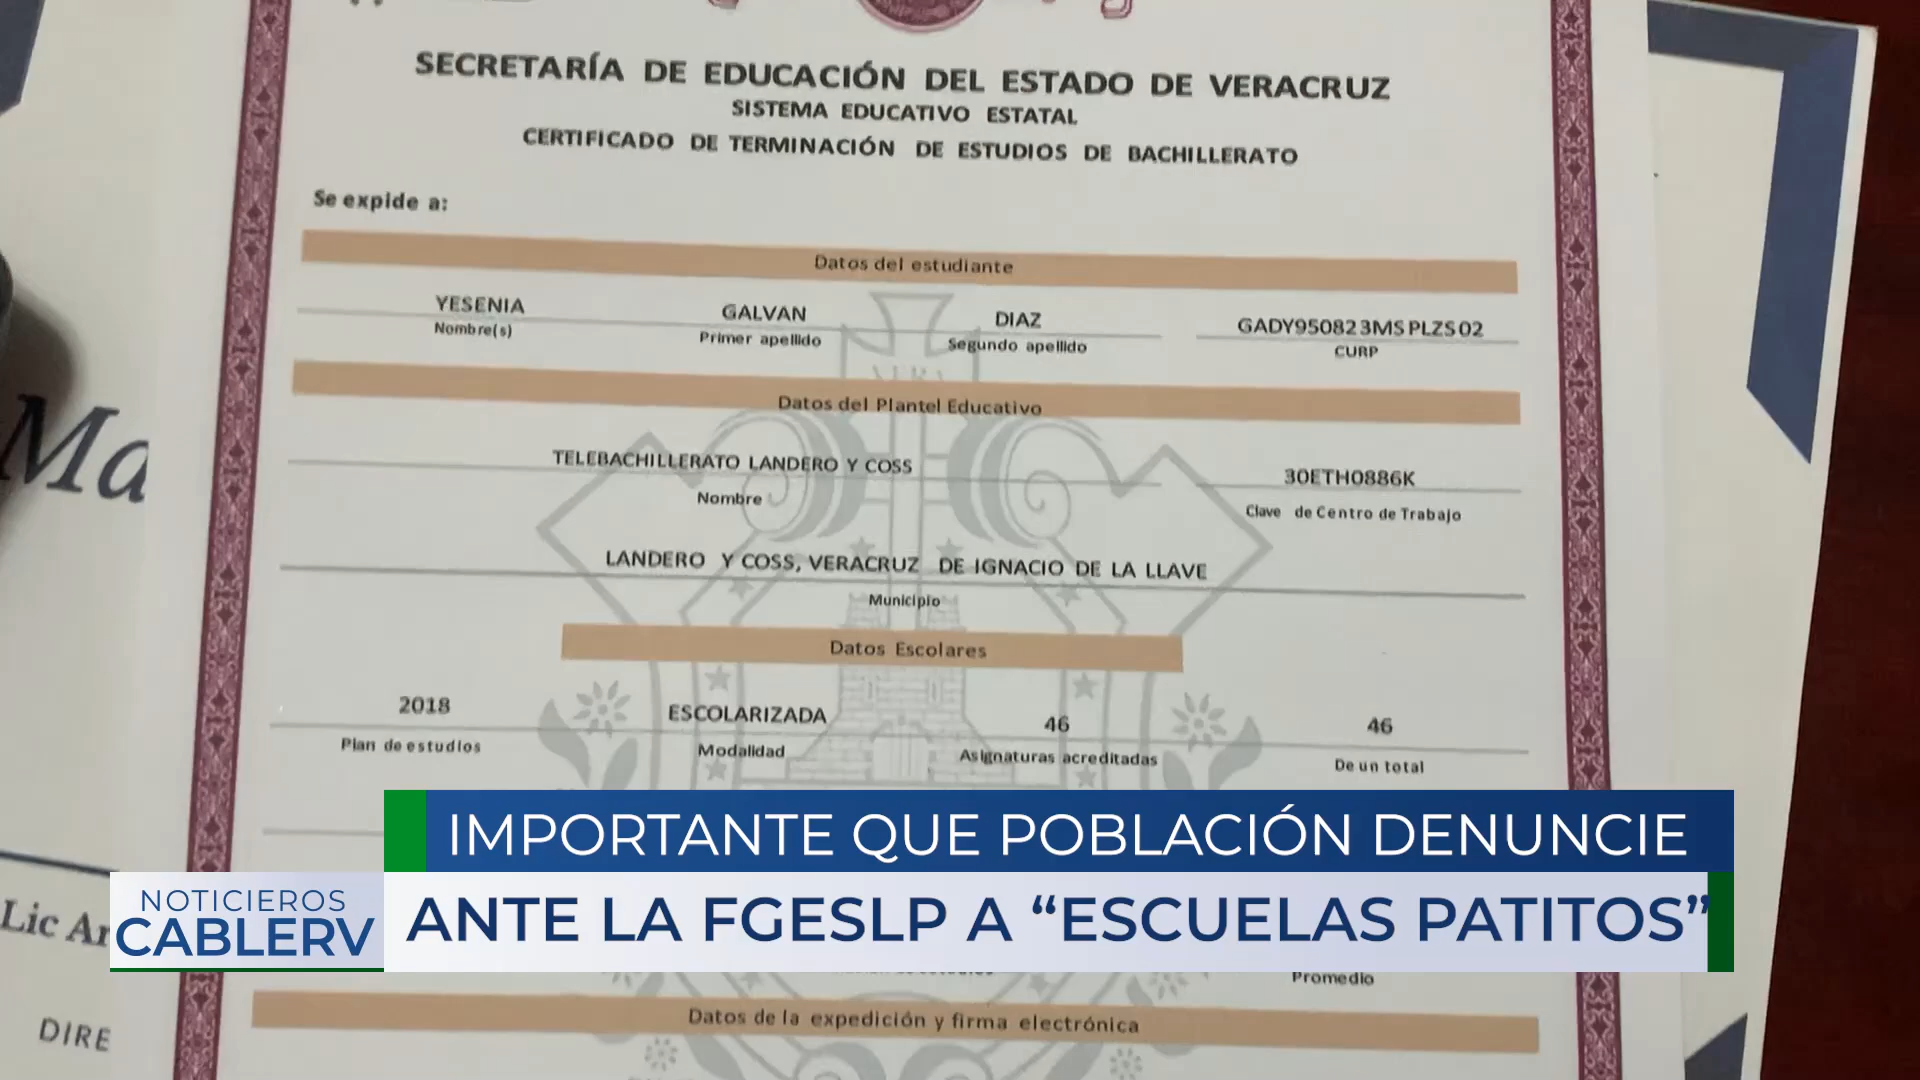 SECRETARÍA DE EDUCACIÓN DEL ESTADO DE VERACRUZ
SISTEMA EDUCATIVO ESTATAL
CERTIFICADO DE TERMINACIÓN DE ESTUDIOS DE BACHILLERATO
Se expide a:
Datos del estudiante
YESENIA GALVAN DIAZ GADY950823MSPLZS02
Nombre(s) Primer apellido Segundo apellido CURP
Datos del Plantel Educativo
TELEBACHILLERATO LANDERO Y COSS 30ETH0886K
Nombre Clave de Centro de Trabajo
LANDERO Y COSS, VERACRUZ DE IGNACIO DE LA LLAVE
Municipio
Datos Escolares
2018 ESCOLARIZADA 46 46
Plan de estudios Modalidad Asignaturas acreditadas De un total
Ma
Lic Ar
DIRE
IMPORTANTE QUE POBLACIÓN DENUNCIE
NOTICIEROS
CABLERV
ANTE LA FGESLP A “ESCUELAS PATITOS”
Promedio
Datos de la expedición y firma electrónica